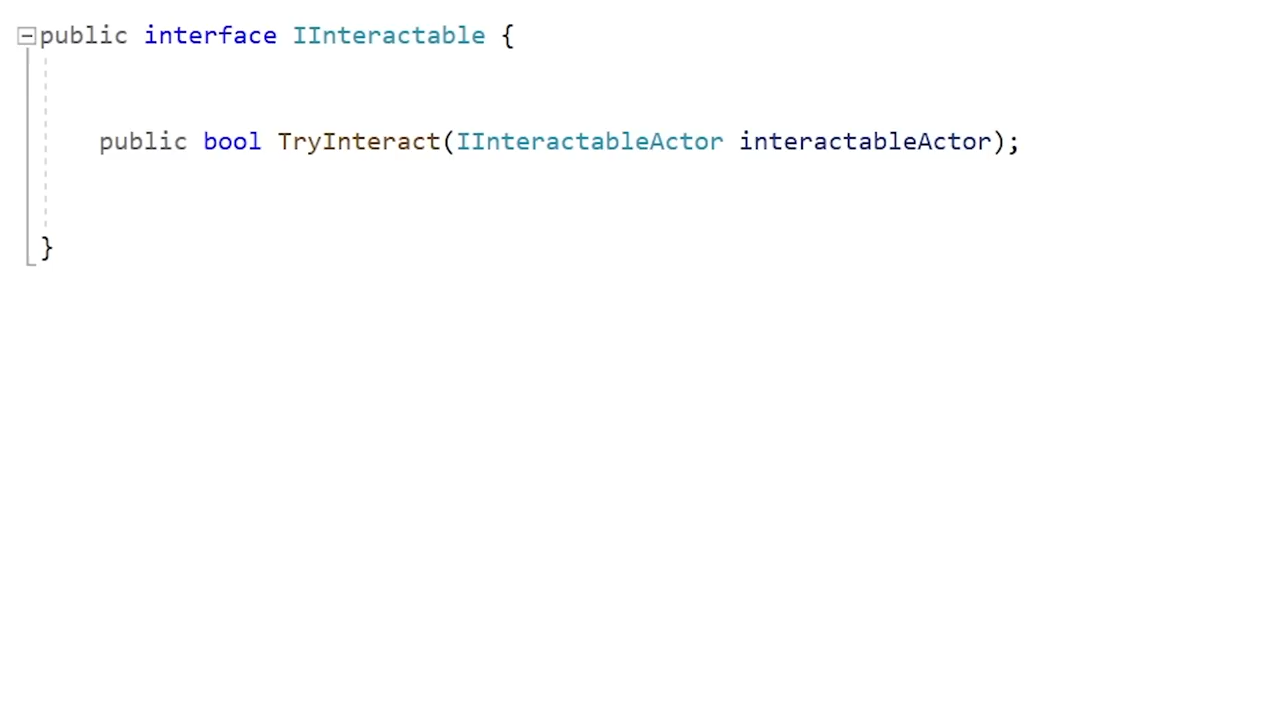 public interface IInteractable {
public bool TryInteract(IInteractableActor interactableActor);
}